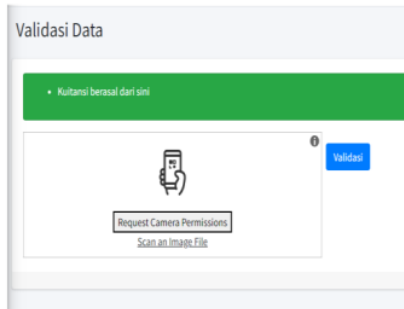 Validasi Data
Kuitansi berasal dari sini
Validasi
Request Camera Permissions
Scan an Image File